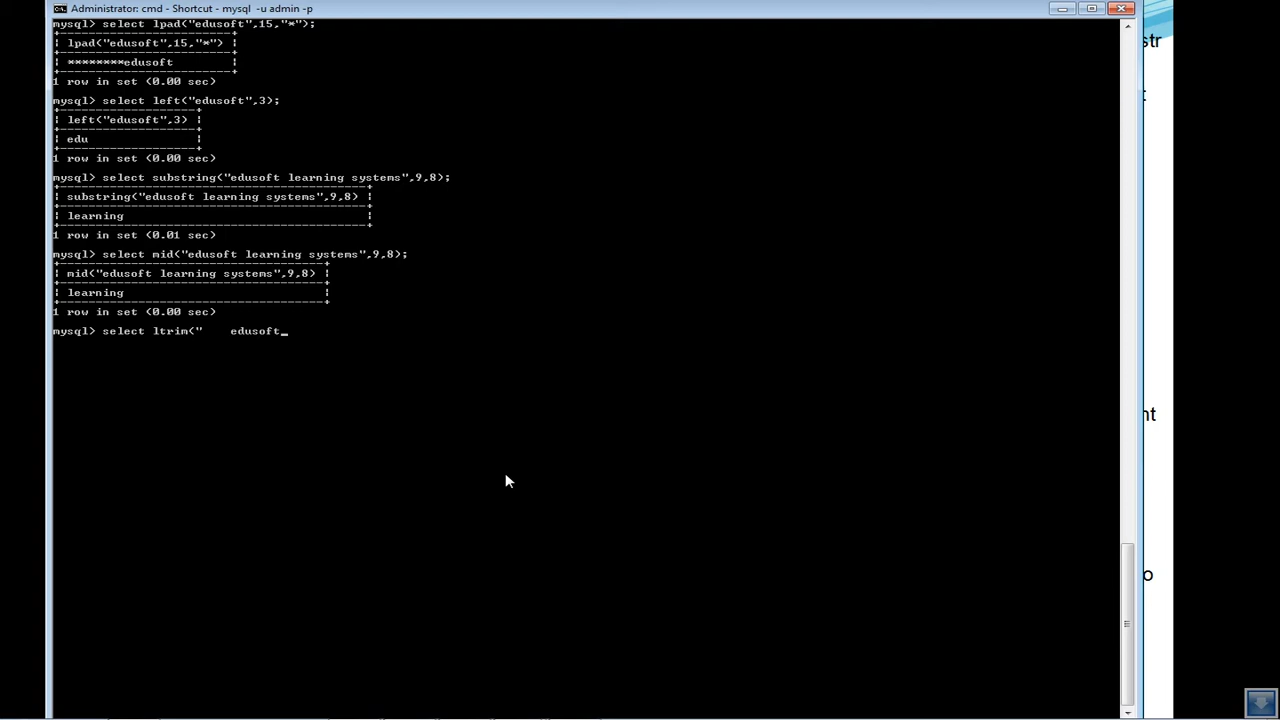 Administrator: cmd - Shortcut - mysql -u admin -p
mysql> select lpad("edusoft",15,"*");
+----------------------+
| lpad("edusoft",15,"*") |
+----------------------+
| ********edusoft |
+----------------------+
1 row in set (0.00 sec)
mysql> select left("edusoft",3);
+-------------------+
| left("edusoft",3) |
+-------------------+
| edu |
+-------------------+
1 row in set (0.00 sec)
mysql> select substring("edusoft learning systems",9,8);
+-------------------------------------------+
| substring("edusoft learning systems",9,8) |
+-------------------------------------------+
| learning |
+-------------------------------------------+
1 row in set (0.01 sec)
mysql> select mid("edusoft learning systems",9,8);
+-------------------------------------+
| mid("edusoft learning systems",9,8) |
+-------------------------------------+
| learning |
+-------------------------------------+
1 row in set (0.00 sec)
mysql> select ltrim("    edusoft_